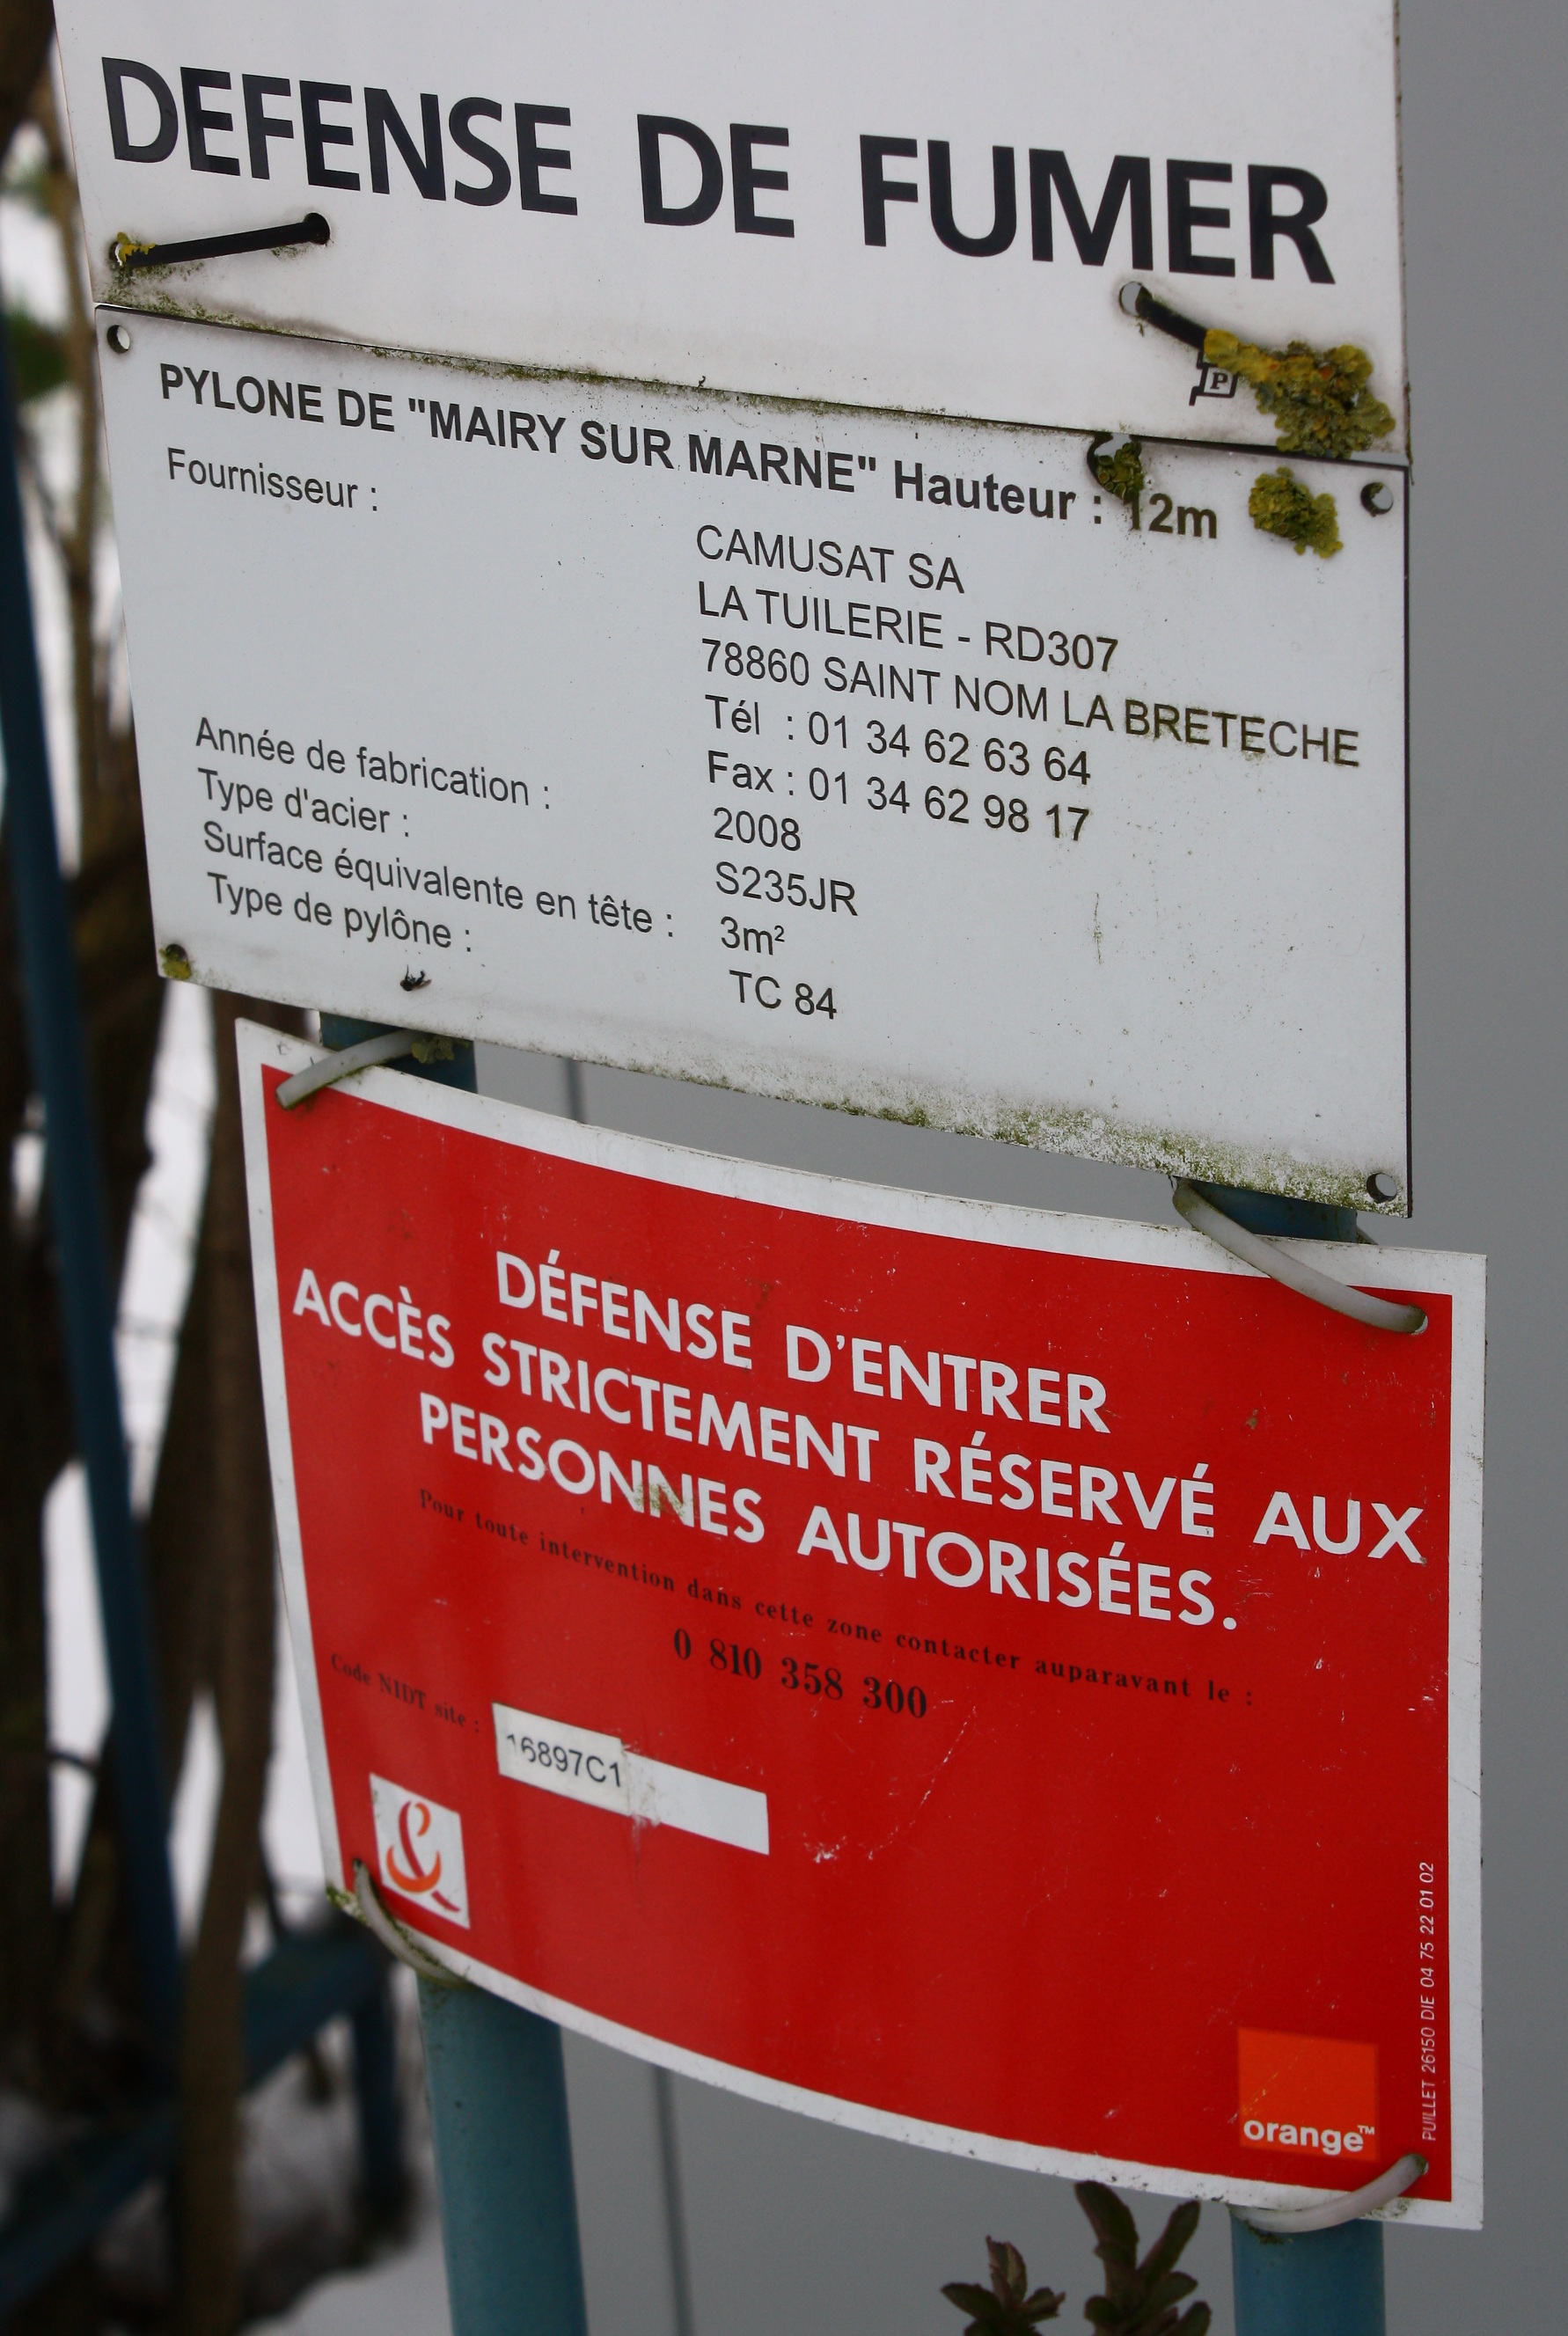 DEFENSE DE FUMER
P
PYLONE DE "MAIRY SUR MARNE" Hauteur : 12m
Fournisseur :
CAMUSAT SA
LA TUILERIE - RD307
78860 SAINT NOM LA BRETECHE
Tél : 01 34 62 63 64
Fax : 01 34 62 98 17
Année de fabrication : 2008
Type d'acier : S235JR
Surface équivalente en tête : 3m²
Type de pylône : TC 84
DÉFENSE D'ENTRER
ACCÈS STRICTEMENT RÉSERVÉ AUX
PERSONNES AUTORISÉES.
Pour toute intervention dans cette zone contacter auparavant le :
0 810 358 300
Code NIDT site : 16897C1
&
orange™
PUILLET 26150 DIE 04 75 22 01 02